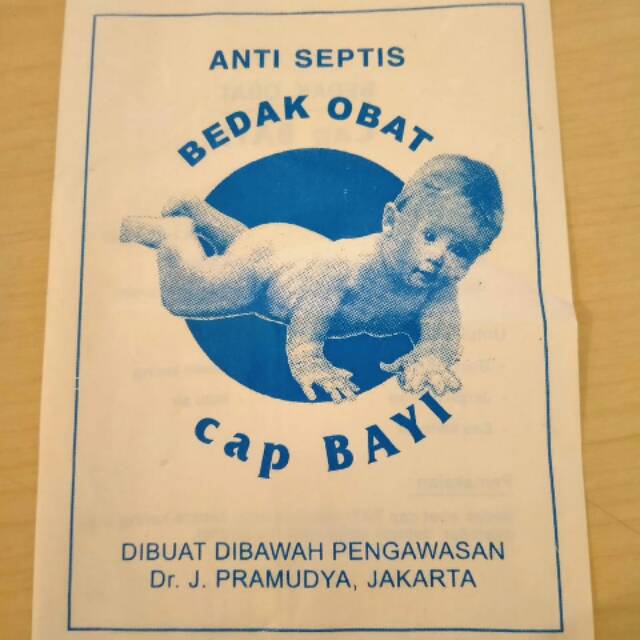 ANTI SEPTIS
BEDAK OBAT
cap BAYI
DIBUAT DIBAWAH PENGAWASAN
Dr. J. PRAMUDYA, JAKARTA